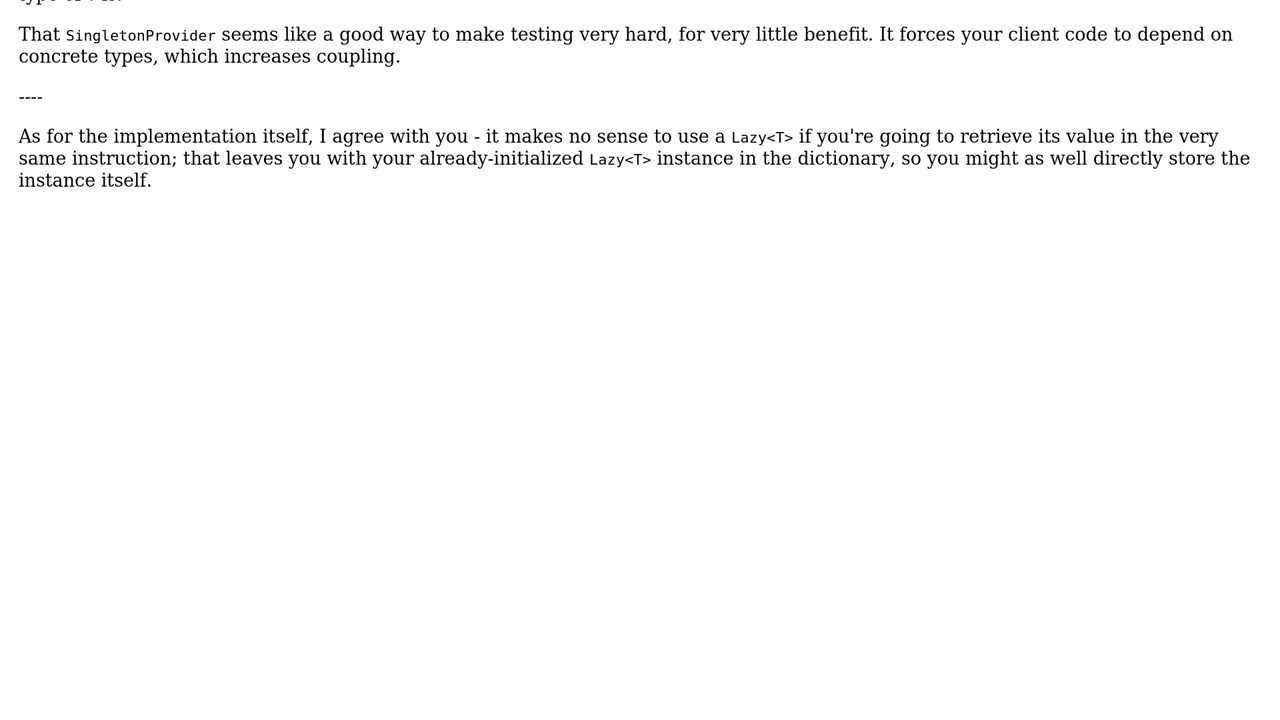 That SingletonProvider seems like a good way to make testing very hard, for very little benefit. It forces your client code to depend on
concrete types, which increases coupling.
----
As for the implementation itself, I agree with you - it makes no sense to use a Lazy<T> if you're going to retrieve its value in the very
same instruction; that leaves you with your already-initialized Lazy<T> instance in the dictionary, so you might as well directly store the
instance itself.